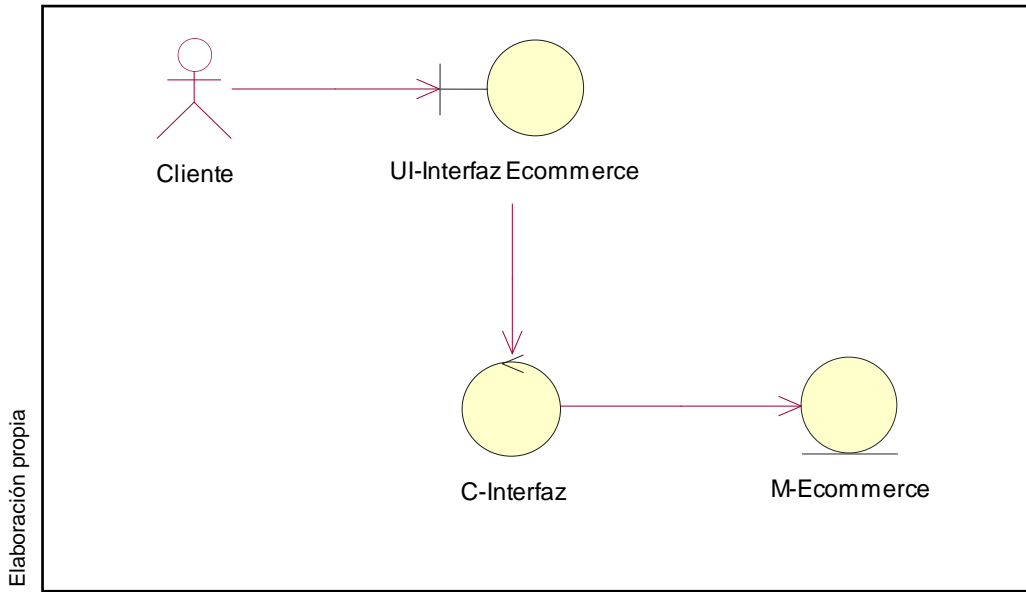 Cliente
UI-Interfaz Ecommerce
C-Interfaz
M-Ecommerce
Elaboración propia